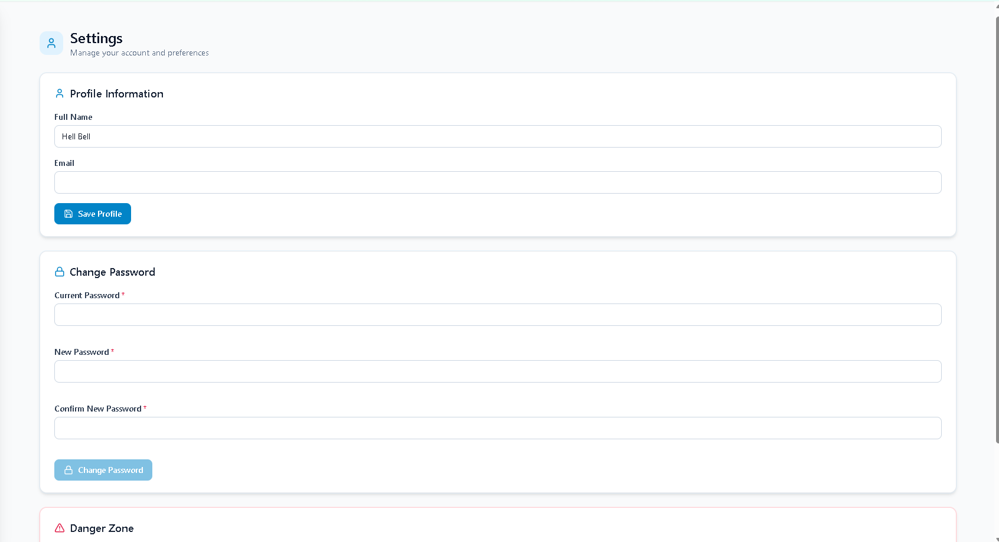 Settings
Manage your account and preferences
Profile Information
Full Name
Hell Bell
Email
Save Profile
Change Password
Current Password *
New Password *
Confirm New Password *
Change Password
Danger Zone